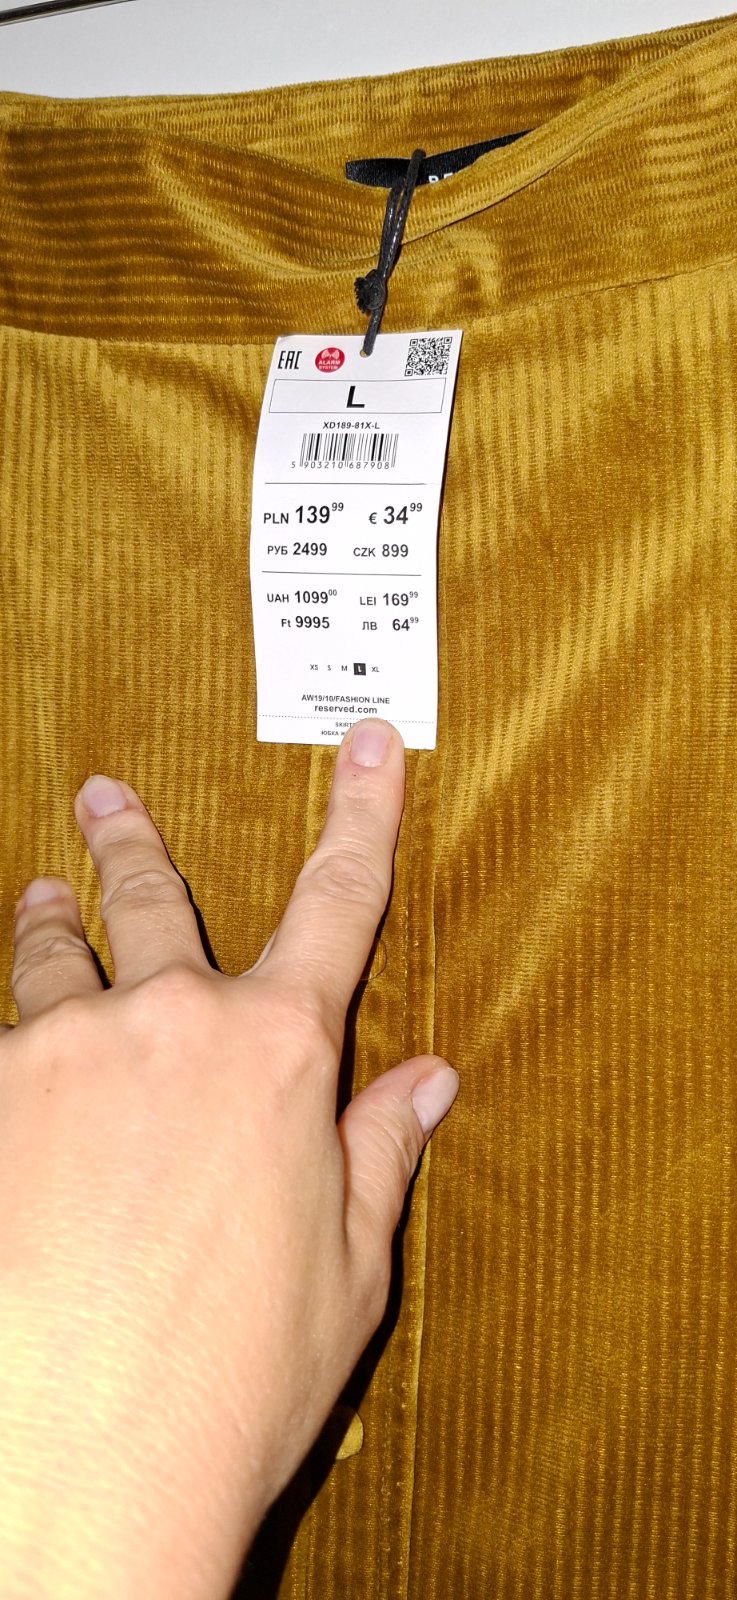 EAC ALARM SYSTEM
L
XD189-81X-L
5 903210 687908
PLN 139⁹⁹ € 34⁹⁹
РУБ 2499 CZK 899
UAH 1099⁰⁰ LEI 169⁹⁹
Ft 9995 ЛВ 64⁹⁹
XS S M L XL
AW19/10/FASHION LINE
reserved.com
ЮБКА